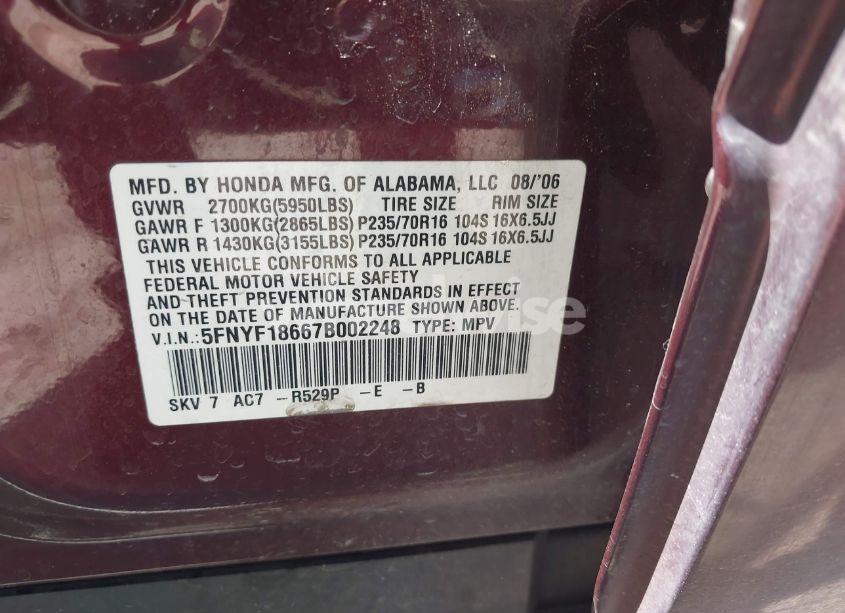 MFD. BY HONDA MFG. OF ALABAMA, LLC 08/'06
GVWR 2700KG(5950LBS) TIRE SIZE RIM SIZE
GAWR F 1300KG(2865LBS) P235/70R16 104S 16X6.5JJ
GAWR R 1430KG(3155LBS) P235/70R16 104S 16X6.5JJ
THIS VEHICLE CONFORMS TO ALL APPLICABLE
FEDERAL MOTOR VEHICLE SAFETY
AND THEFT PREVENTION STANDARDS IN EFFECT
ON THE DATE OF MANUFACTURE SHOWN ABOVE.
V.I.N.:5FNYF18667B002248 TYPE: MPV
SKV 7 AC7 -R529P -E -B